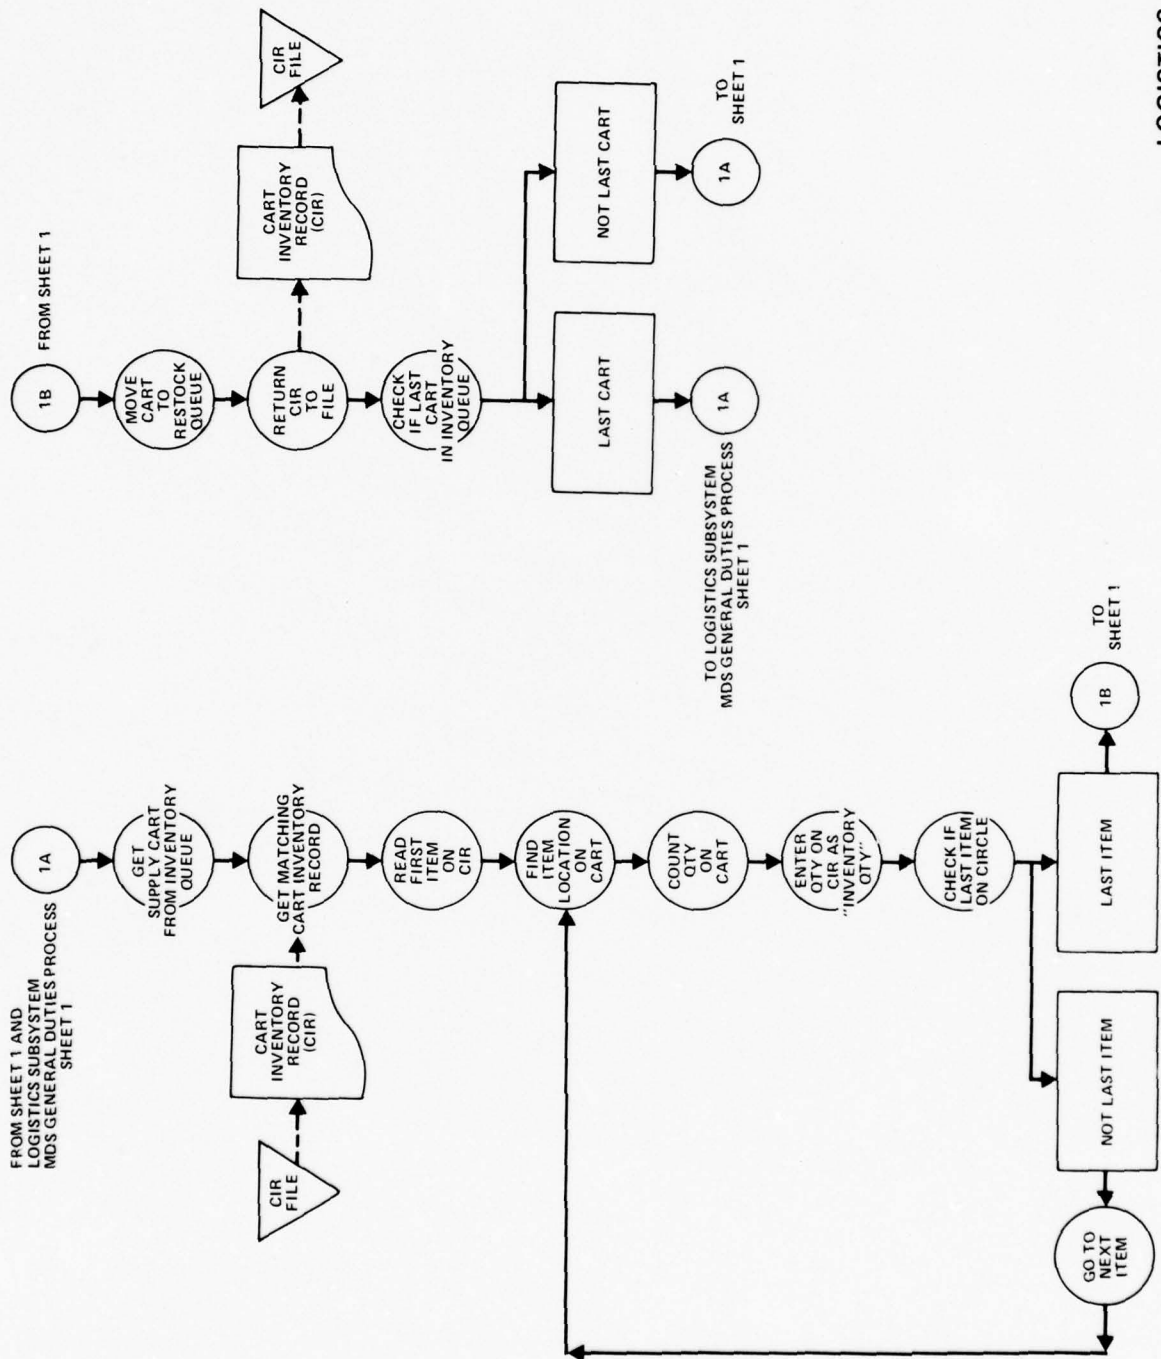 FROM SHEET 1 AND
LOGISTICS SUBSYSTEM
MDS GENERAL DUTIES PROCESS
SHEET 1
1A
GET
SUPPLY CART
FROM INVENTORY
QUEUE
CIR
FILE
CART
INVENTORY
RECORD
(CIR)
GET MATCHING
CART INVENTORY
RECORD
READ
FIRST
ITEM
ON
CIR
FIND
ITEM
LOCATION
ON
CART
COUNT
QTY
ON
CART
ENTER
QTY ON
CIR AS
"INVENTORY
QTY"
CHECK IF
LAST ITEM
ON CIRCLE
NOT LAST ITEM
GO TO
NEXT
ITEM
LAST ITEM
1B
TO
SHEET 1
1B
FROM SHEET 1
MOVE
CART
TO
RESTOCK
QUEUE
RETURN
CIR
TO
FILE
CART
INVENTORY
RECORD
(CIR)
CIR
FILE
CHECK
IF LAST
CART
IN INVENTORY
QUEUE
LAST CART
1A
TO LOGISTICS SUBSYSTEM
MDS GENERAL DUTIES PROCESS
SHEET 1
NOT LAST CART
1A
TO
SHEET 1